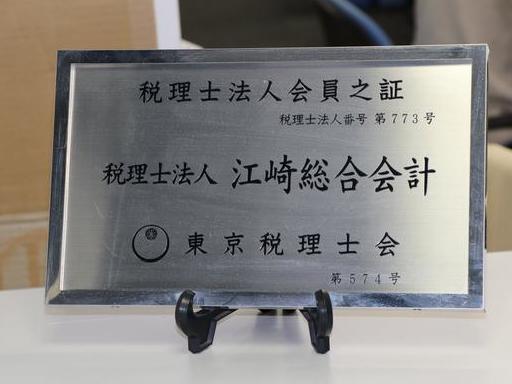 税理士法人会員之証
税理士法人番号 第773号
税理士法人 江崎総合会計
東京税理士会
第574号